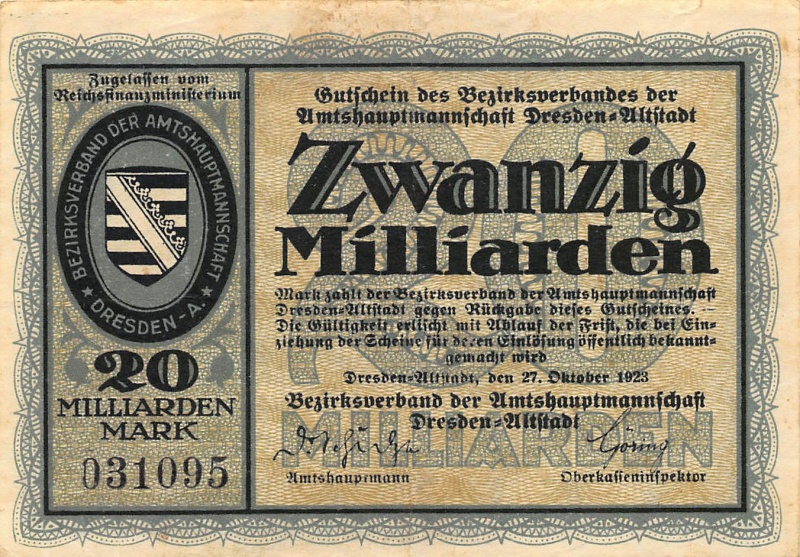 Zugelassen vom
Reichsfinanzministerium
BEZIRKSVERBAND DER AMTSHAUPTMANNSCHAFT
★ DRESDEN-A. ★
20
MILLIARDEN
MARK
031095
Gutschein des Bezirksverbandes der
Amtshauptmannschaft Dresden=Altstadt
Zwanzig
Milliarden
Mark zahlt der Bezirksverband der Amtshauptmannschaft
Dresden=Altstadt gegen Rückgabe dieses Gutscheines. —
Die Gültigkeit erlischt mit Ablauf der Frist, die bei Ein=
ziehung der Scheine für deren Einlösung öffentlich bekannt=
gemacht wird
Dresden=Altstadt, den 27. Oktober 1923
Bezirksverband der Amtshauptmannschaft
Dresden=Altstadt
MILLIARDEN
Göring
Amtshauptmann
Oberkasseninspektor